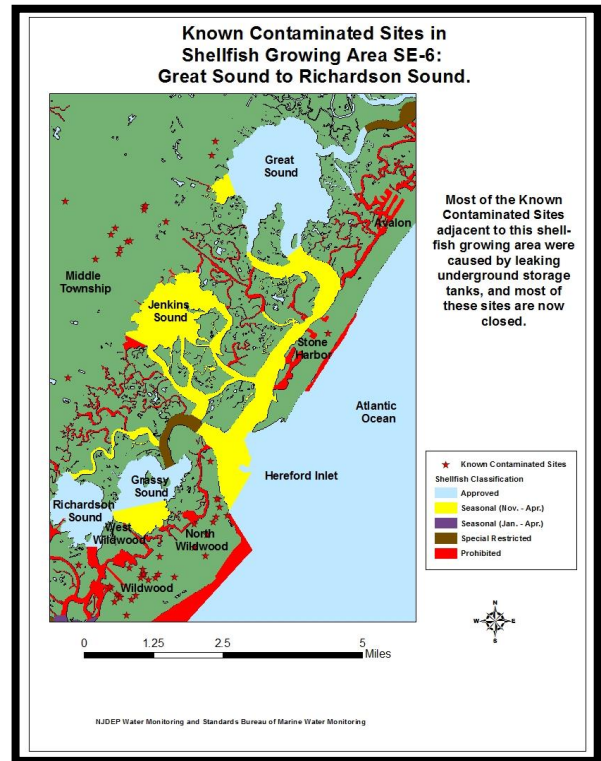 Known Contaminated Sites in
Shellfish Growing Area SE-6:
Great Sound to Richardson Sound.
Great
Sound
Avalon
Most of the Known
Contaminated Sites
adjacent to this shell-
fish growing area were
caused by leaking
underground storage
tanks, and most of
these sites are now
closed.
Middle
Township
Jenkins
Sound
Stone
Harbor
Atlantic
Ocean
Hereford Inlet
Grassy
Sound
Richardson
Sound
West
Wildwood
North
Wildwood
Wildwood
Known Contaminated Sites
Shellfish Classification
Approved
Seasonal (Nov. - Apr.)
Seasonal (Jan. - Apr.)
Special Restricted
Prohibited
N
W E
S
0 1.25 2.5 5
Miles
NJDEP Water Monitoring and Standards Bureau of Marine Water Monitoring